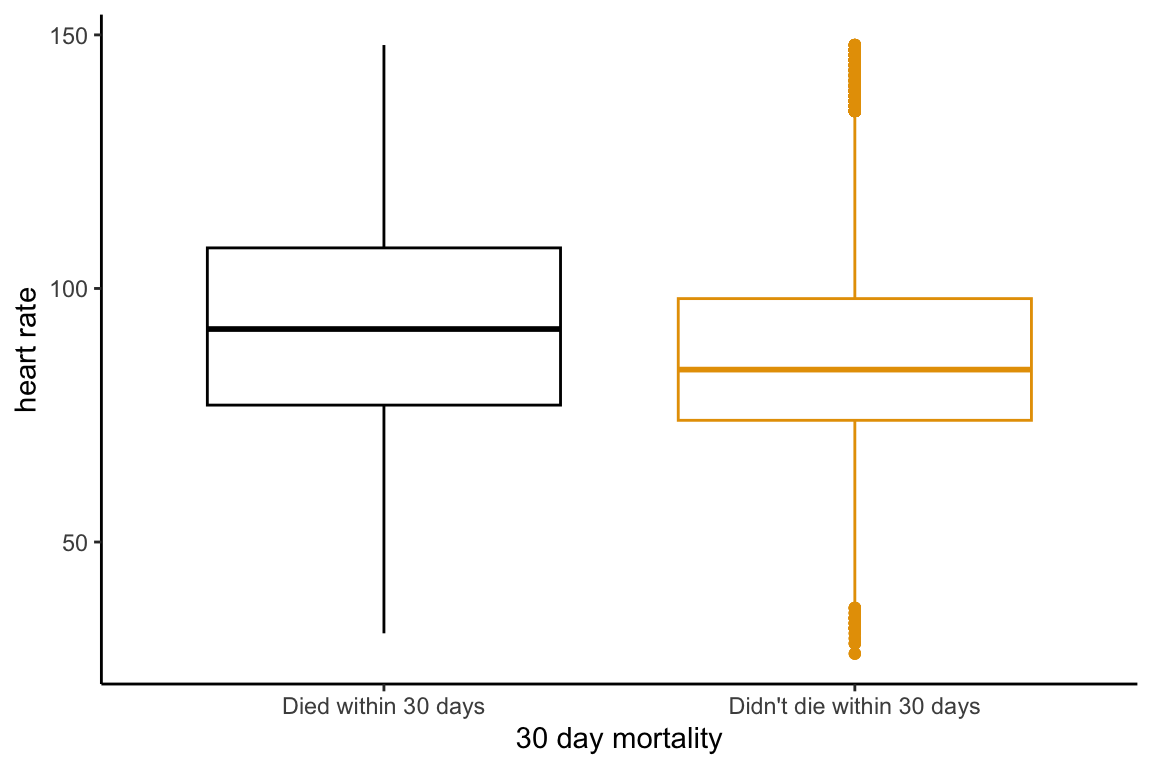 150
100
50
heart rate
Died within 30 days
Didn't die within 30 days
30 day mortality